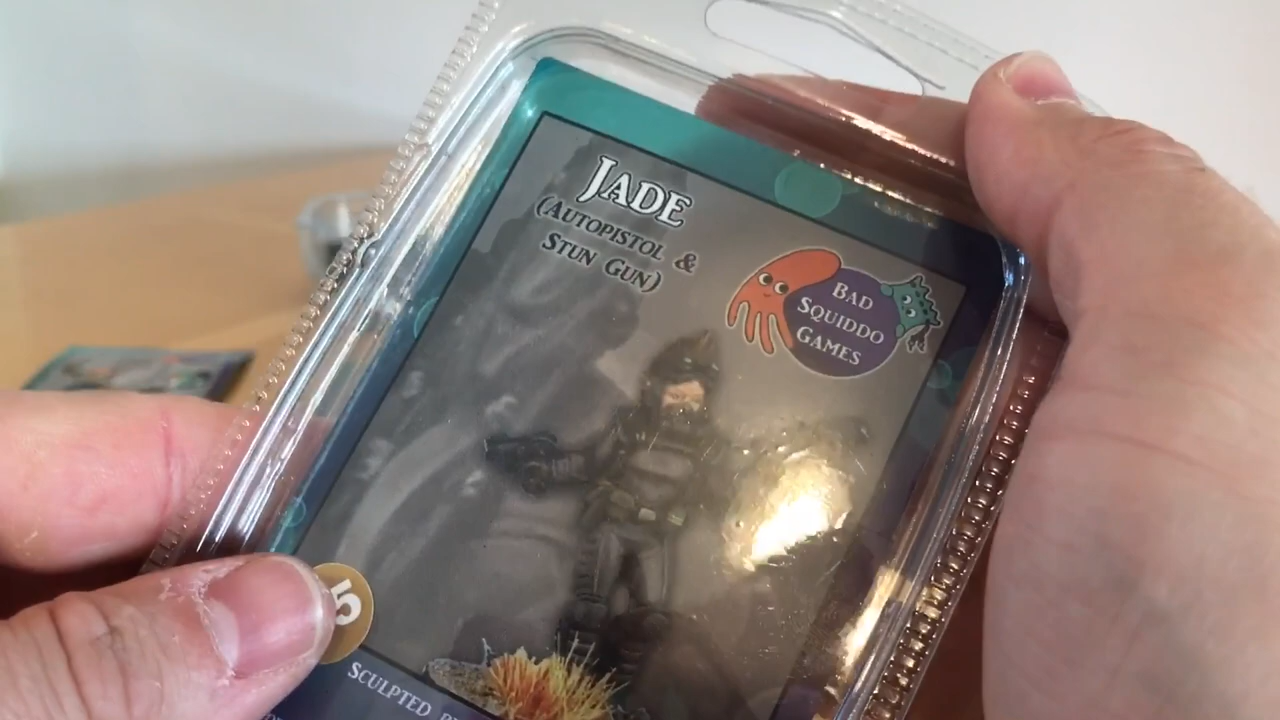 JADE
(AUTOPISTOL &
STUN GUN)
BAD
SQUIDDO
GAMES
5
SCULPTED